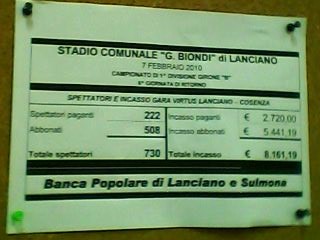 STADIO COMUNALE "G. BIONDI" di LANCIANO
7 FEBBRAIO 2010
CAMPIONATO DI 1^ DIVISIONE GIRONE "B"
6^ GIORNATA DI RITORNO
SPETTATORI E INCASSO GARA VIRTUS LANCIANO - COSENZA
Spettatori paganti 222 Incasso paganti € 2.720,00
Abbonati 508 Incasso abbonati € 5.441,19
Totale spettatori 730 Totale incasso € 8.161,19
Banca Popolare di Lanciano e Sulmona